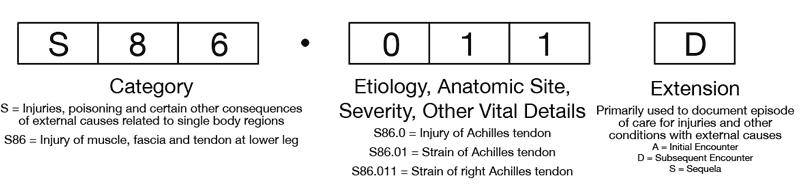 S 8 6 • 0 1 1 D
Category
S = Injuries, poisoning and certain other consequences
of external causes related to single body regions
S86 = Injury of muscle, fascia and tendon at lower leg
Etiology, Anatomic Site,
Severity, Other Vital Details
S86.0 = Injury of Achilles tendon
S86.01 = Strain of Achilles tendon
S86.011 = Strain of right Achilles tendon
Extension
Primarily used to document episode
of care for injuries and other
conditions with external causes
A = Initial Encounter
D = Subsequent Encounter
S = Sequela